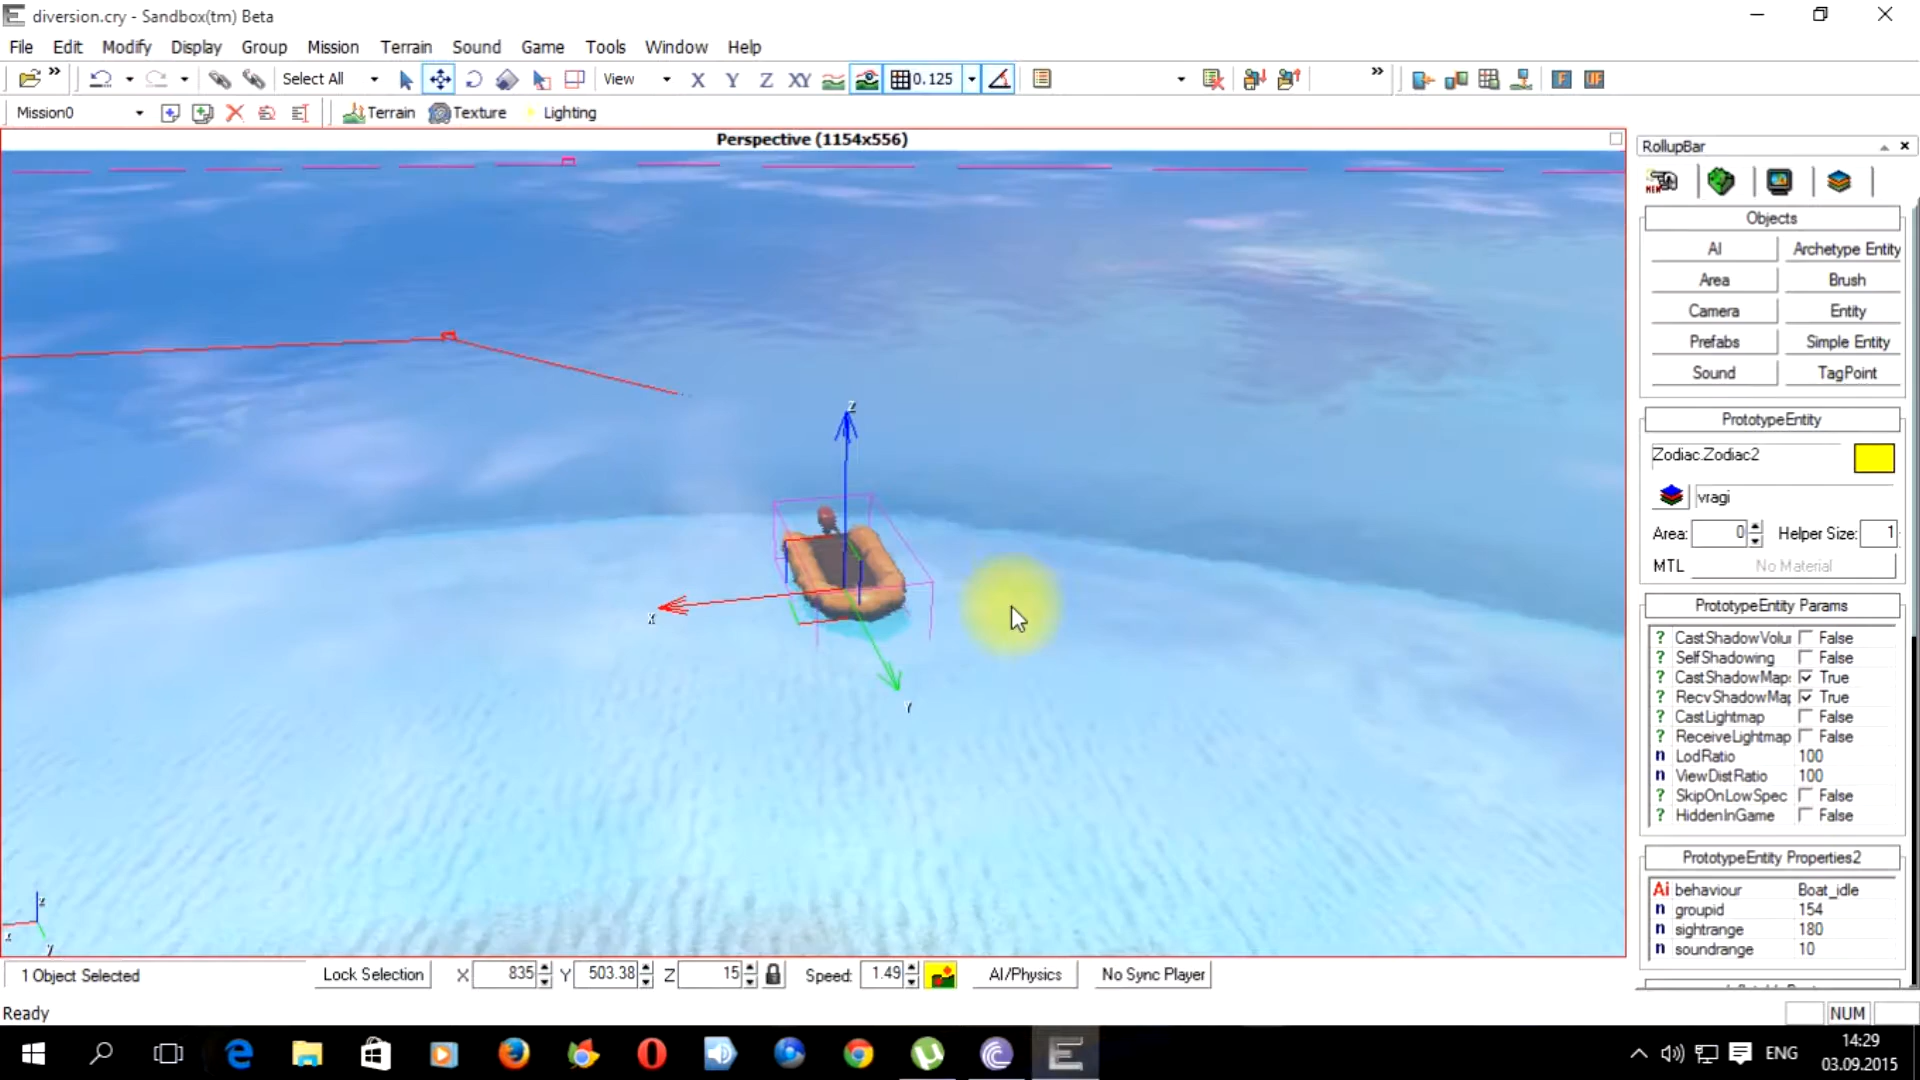 diversion.cry - Sandbox(tm) Beta
File Edit Modify Display Group Mission Terrain Sound Game Tools Window Help
Select All View X Y Z XY 0.125
Mission0 Terrain Texture Lighting
Perspective (1154x556)
RollupBar
Objects
AI Archetype Entity
Area Brush
Camera Entity
Prefabs Simple Entity
Sound TagPoint
PrototypeEntity
Zodiac.Zodiac2
vragi
Area: 0 Helper Size: 1
MTL No Material
PrototypeEntity Params
? CastShadowVolu False
? SelfShadowing False
? CastShadowMap True
? RecvShadowMap True
? CastLightmap False
? ReceiveLightmap False
n LodRatio 100
n ViewDistRatio 100
? SkipOnLowSpec False
? HiddenInGame False
PrototypeEntity Properties2
Ai behaviour Boat_idle
n groupid 154
n sightrange 180
n soundrange 10
Z
X
Y
z
x
y
1 Object Selected Lock Selection X 835 Y 503.38 Z 15 Speed: 1.49 AI/Physics No Sync Player
Ready NUM
ENG 14:29
03.09.2015